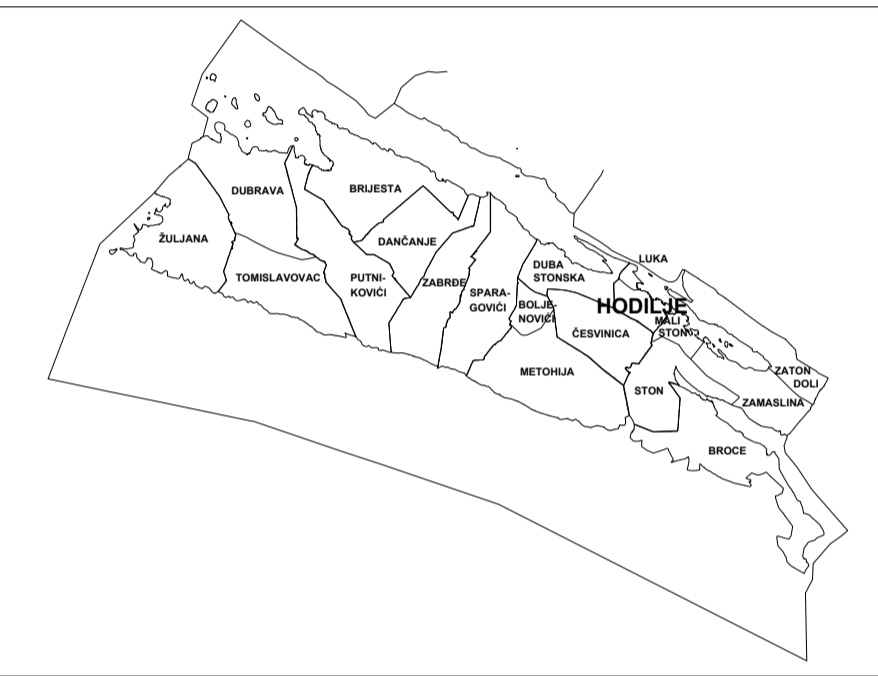 DUBRAVA
BRIJESTA
ŽULJANA
DANČANJE
TOMISLAVOVAC
PUTNI-
KOVIĆI
ZABRĐE
SPARA-
GOVIĆI
DUBA
STONSKA
LUKA
HODILJE
BOLJE-
NOVIĆI
ČESVINICA
MALI
STON
METOHIJA
STON
ZATON
DOLI
ZAMASLINA
BROCE